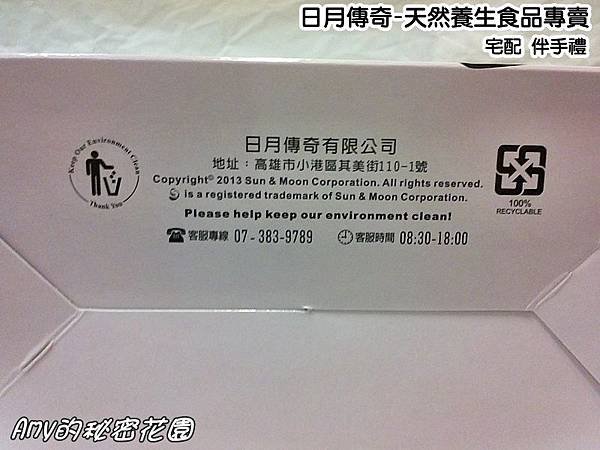 日月傳奇-天然養生食品專賣
宅配 伴手禮
Keep Our Environment Clean
Thank You
日月傳奇有限公司
地址：高雄市小港區其美街110-1號
Copyright© 2013 Sun & Moon Corporation. All rights reserved.
is a registered trademark of Sun & Moon Corporation.
Please help keep our environment clean!
客服專線 07-383-9789 客服時間 08:30-18:00
100%
RECYCLABLE
Amy的秘密花園